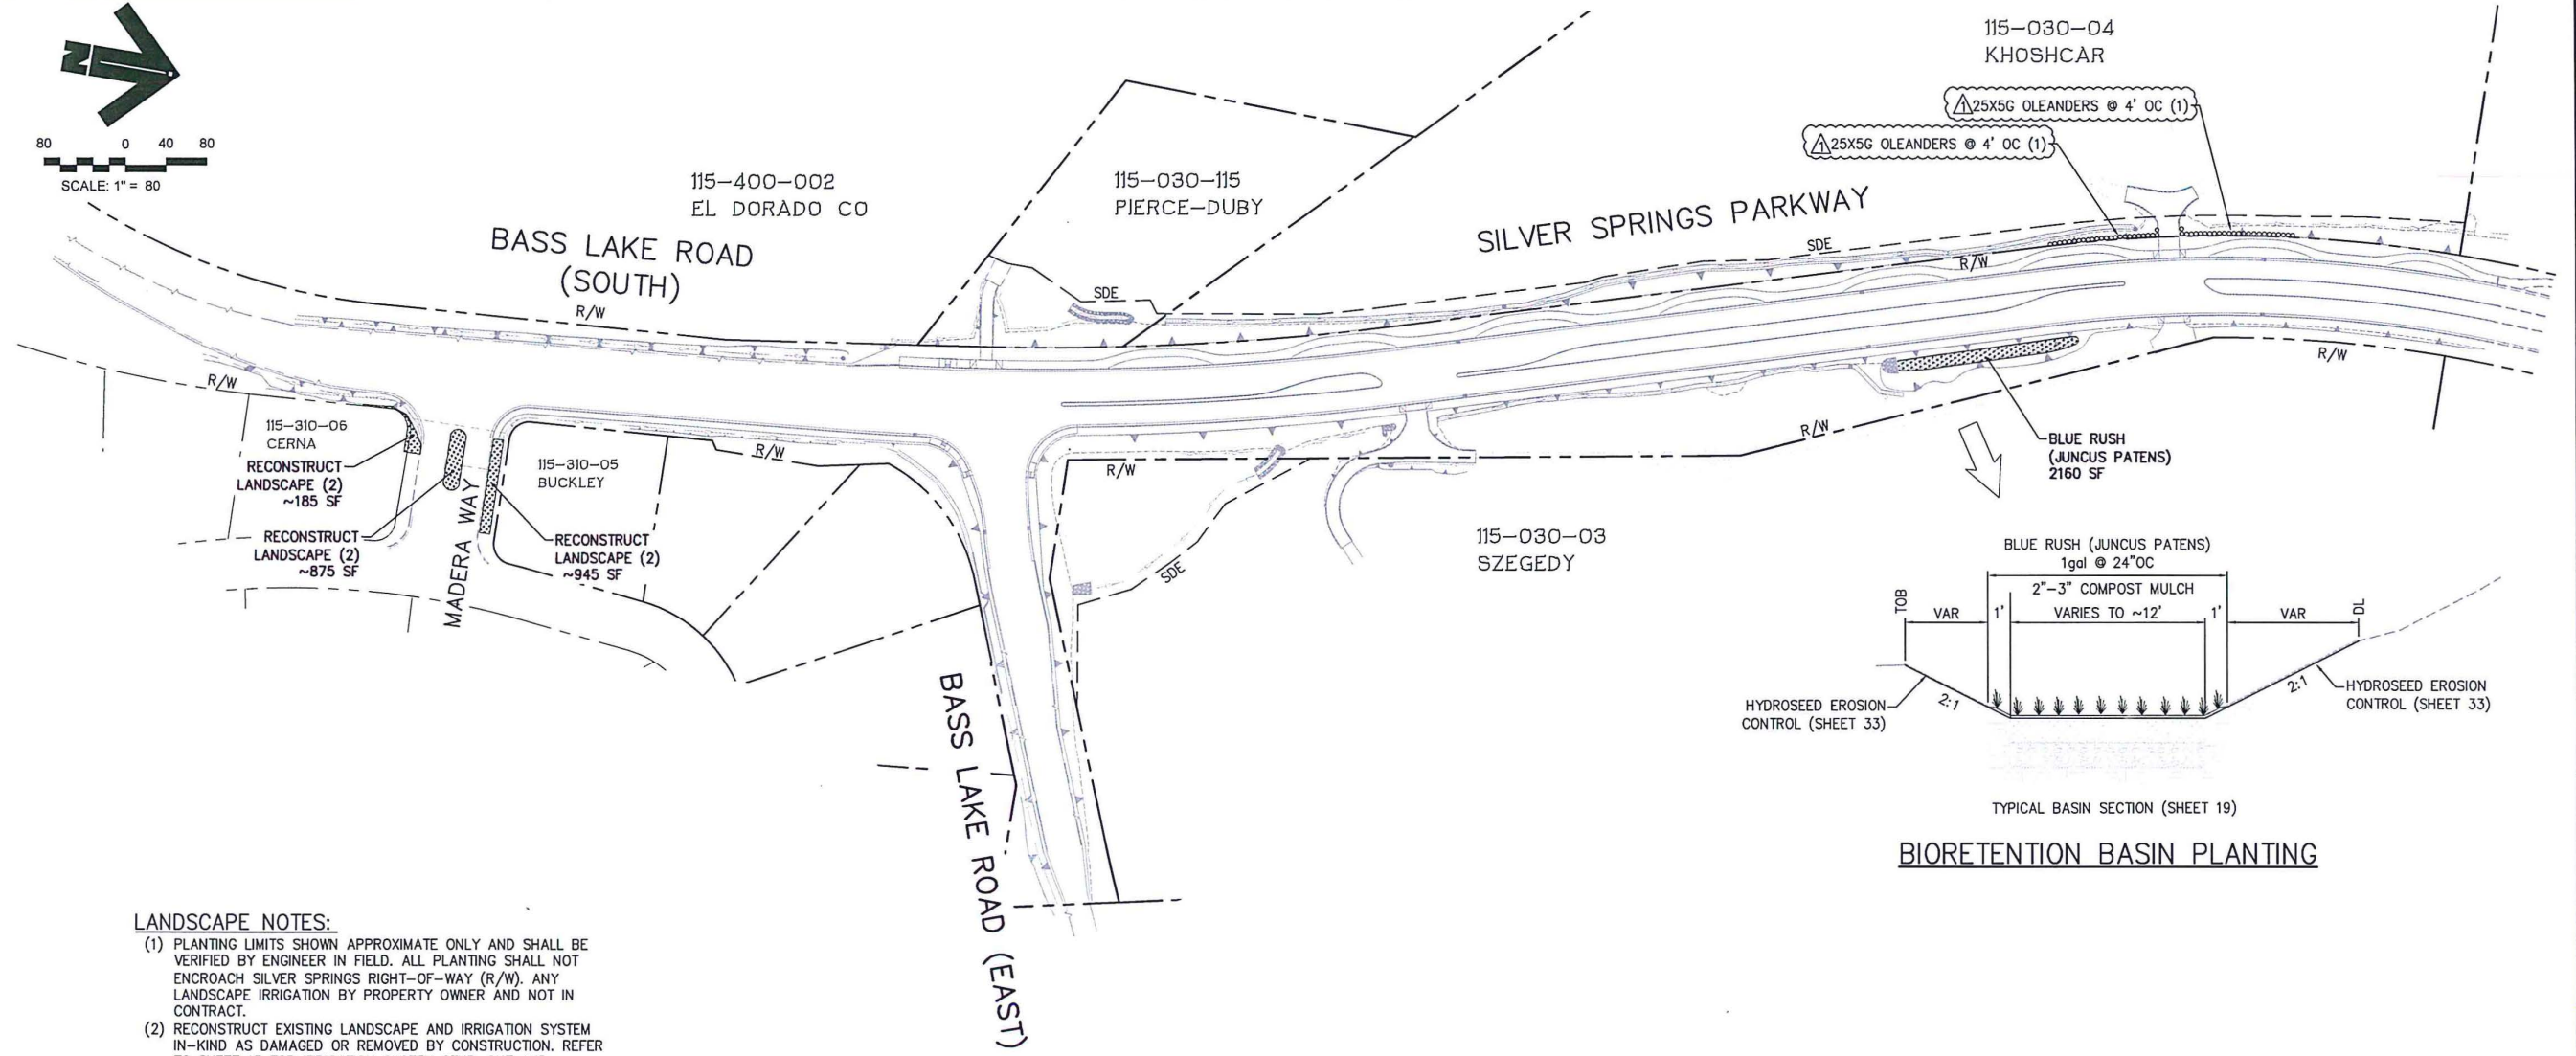 N
80 0 40 80
SCALE: 1" = 80
115-030-04
KHOSHCAR
1 25X5G OLEANDERS @ 4' OC (1)
1 25X5G OLEANDERS @ 4' OC (1)
115-400-002
EL DORADO CO
115-030-115
PIERCE-DUBY
BASS LAKE ROAD
(SOUTH)
SILVER SPRINGS PARKWAY
R/W
SDE
SDE
R/W
R/W
R/W
R/W
R/W
R/W
115-310-06
CERNA
RECONSTRUCT
LANDSCAPE (2)
~185 SF
RECONSTRUCT
LANDSCAPE (2)
~875 SF
MADERA WAY
115-310-05
BUCKLEY
RECONSTRUCT
LANDSCAPE (2)
~945 SF
SDE
115-030-03
SZEGEDY
BLUE RUSH
(JUNCUS PATENS)
2160 SF
BASS LAKE ROAD (EAST)
BLUE RUSH (JUNCUS PATENS)
1gal @ 24"OC
2"-3" COMPOST MULCH
TOB
VAR
1'
VARIES TO ~12'
1'
VAR
DL
HYDROSEED EROSION
CONTROL (SHEET 33)
2:1
2:1
HYDROSEED EROSION
CONTROL (SHEET 33)
TYPICAL BASIN SECTION (SHEET 19)
BIORETENTION BASIN PLANTING
LANDSCAPE NOTES:
(1) PLANTING LIMITS SHOWN APPROXIMATE ONLY AND SHALL BE
VERIFIED BY ENGINEER IN FIELD. ALL PLANTING SHALL NOT
ENCROACH SILVER SPRINGS RIGHT-OF-WAY (R/W). ANY
LANDSCAPE IRRIGATION BY PROPERTY OWNER AND NOT IN
CONTRACT.
(2) RECONSTRUCT EXISTING LANDSCAPE AND IRRIGATION SYSTEM
IN-KIND AS DAMAGED OR REMOVED BY CONSTRUCTION. REFER